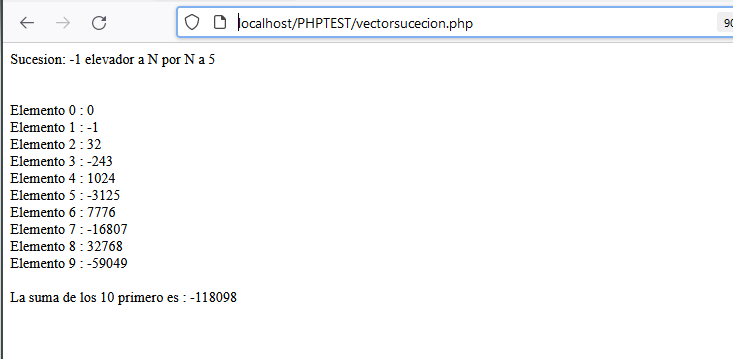 localhost/PHPTEST/vectorsucecion.php
90
Sucesion: -1 elevador a N por N a 5
Elemento 0 : 0
Elemento 1 : -1
Elemento 2 : 32
Elemento 3 : -243
Elemento 4 : 1024
Elemento 5 : -3125
Elemento 6 : 7776
Elemento 7 : -16807
Elemento 8 : 32768
Elemento 9 : -59049
La suma de los 10 primero es : -118098